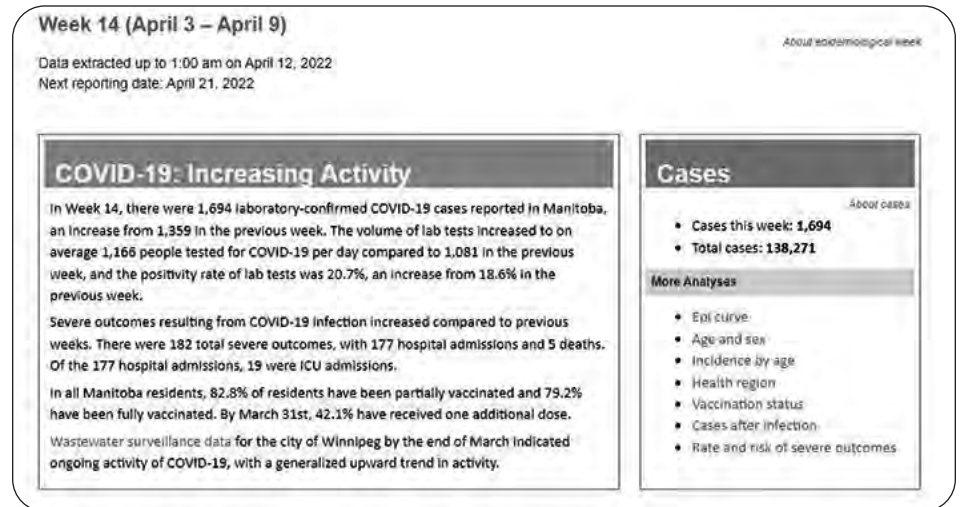 Week 14 (April 3 – April 9)
About epidemiological week
Data extracted up to 1:00 am on April 12, 2022
Next reporting date: April 21, 2022
COVID-19: Increasing Activity
In Week 14, there were 1,694 laboratory-confirmed COVID-19 cases reported in Manitoba,
an increase from 1,359 in the previous week. The volume of lab tests increased to on
average 1,166 people tested for COVID-19 per day compared to 1,081 in the previous
week, and the positivity rate of lab tests was 20.7%, an increase from 18.6% in the
previous week.
Severe outcomes resulting from COVID-19 infection increased compared to previous
weeks. There were 182 total severe outcomes, with 177 hospital admissions and 5 deaths.
Of the 177 hospital admissions, 19 were ICU admissions.
In all Manitoba residents, 82.8% of residents have been partially vaccinated and 79.2%
have been fully vaccinated. By March 31st, 42.1% have received one additional dose.
Wastewater surveillance data for the city of Winnipeg by the end of March indicated
ongoing activity of COVID-19, with a generalized upward trend in activity.
Cases
About cases
• Cases this week: 1,694
• Total cases: 138,271
More Analyses
• Epi curve
• Age and sex
• Incidence by age
• Health region
• Vaccination status
• Cases after infection
• Rate and risk of severe outcomes